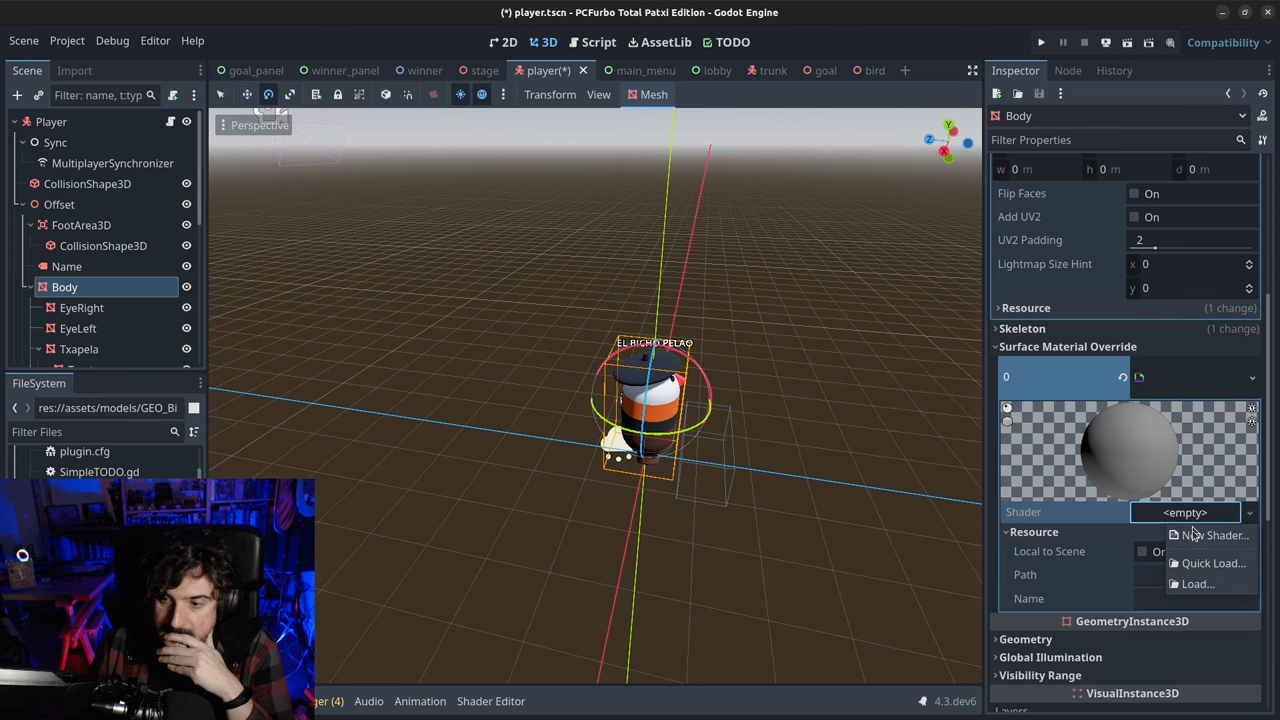 (*) player.tscn - PCFurbo Total Patxi Edition - Godot Engine
Scene Project Debug Editor Help
2D 3D Script AssetLib TODO
Compatibility
Scene Import
goal_panel winner_panel winner stage player(*) main_menu lobby trunk goal bird
Inspector Node History
Filter: name, t:typ
Transform View Mesh
Perspective
Y
Z
X
Player
Sync
MultiplayerSynchronizer
CollisionShape3D
Offset
FootArea3D
CollisionShape3D
Name
Body
EyeRight
EyeLeft
Txapela
FileSystem
res://assets/models/GEO_Bi
Filter Files
plugin.cfg
SimpleTODO.gd
EL BICHO PELAO
Body
Filter Properties
w 0 m h 0 m d 0 m
Flip Faces On
Add UV2 On
UV2 Padding 2
Lightmap Size Hint x 0
y 0
Resource (1 change)
Skeleton (1 change)
Surface Material Override
0
Shader <empty>
New Shader...
Resource
Local to Scene
Quick Load...
Path
Load...
Name
GeometryInstance3D
Geometry
Global Illumination
Visibility Range
VisualInstance3D
(4) Audio Animation Shader Editor
4.3.dev6